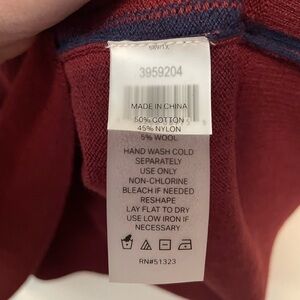 3959204
MADE IN CHINA
50% COTTON
45% NYLON
5% WOOL
HAND WASH COLD
SEPARATELY
USE ONLY
NON-CHLORINE
BLEACH IF NEEDED
RESHAPE
LAY FLAT TO DRY
USE LOW IRON IF
NECESSARY
RN#51323